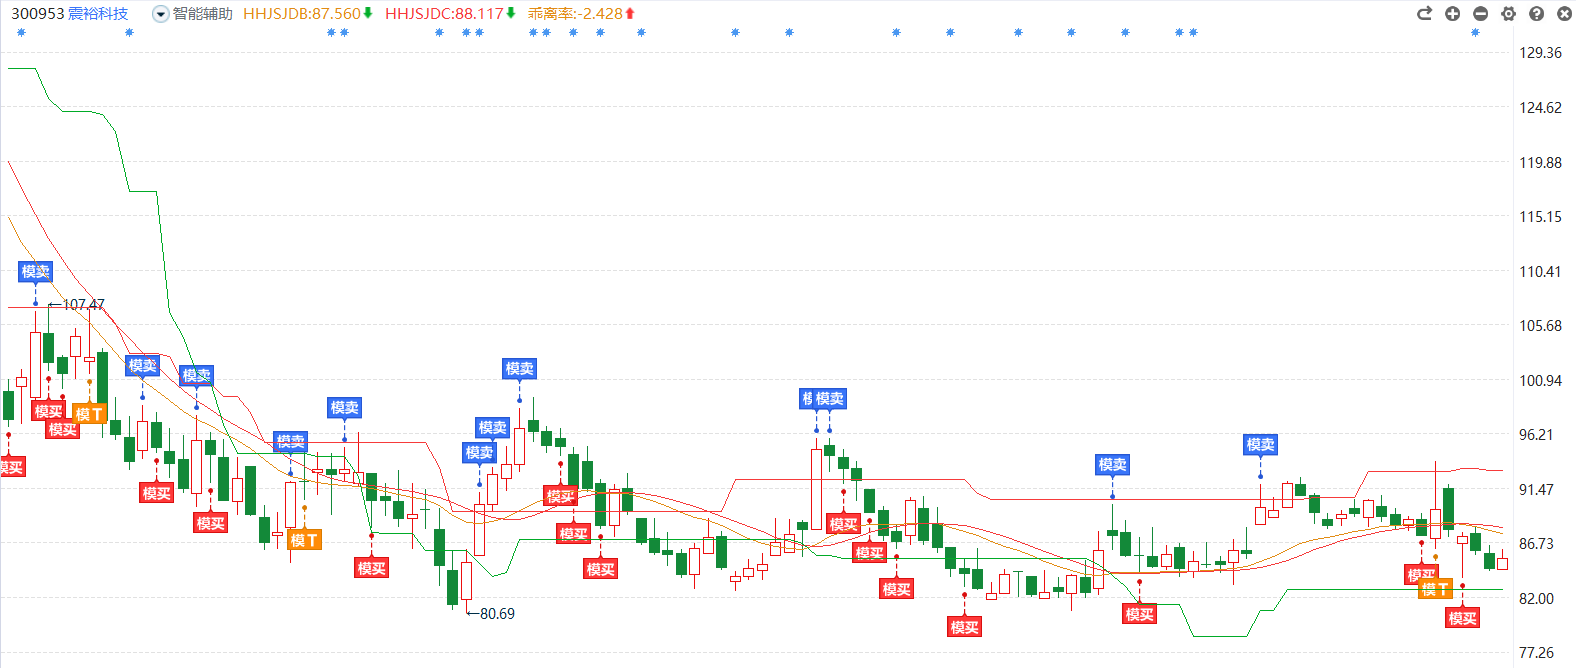 300953 震裕科技 智能辅助 HHJSJDB:87.560 HHJSJDC:88.117 乖离率:-2.428
129.36
124.62
119.88
115.15
110.41
模卖
←107.47
105.68
模卖
模卖
模卖
100.94
模卖
模卖
模买
模T
模卖
模买
模卖
96.21
模卖
模卖
模卖
模卖
模买
模卖
91.47
模买
模买
模买
模买
模买
模T
86.73
模买
模买
模买
模买
模买
模T
82.00
←80.69
模买
模买
模买
模买
77.26